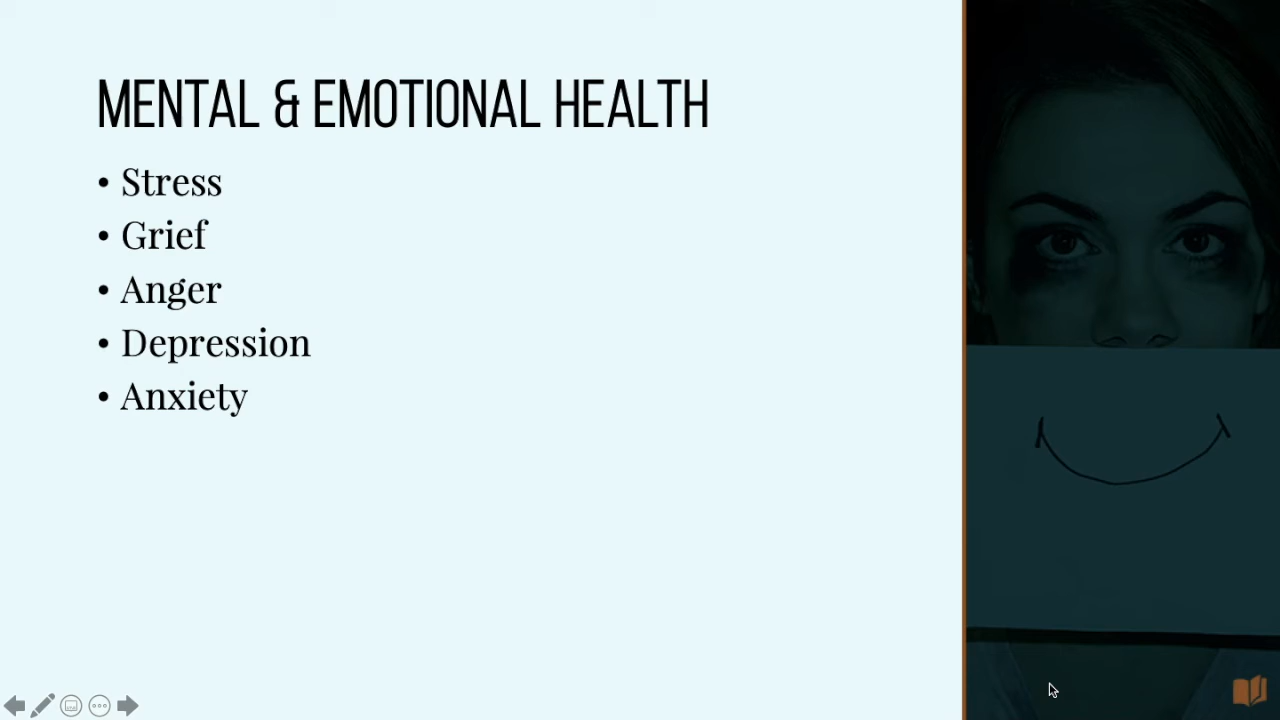 MENTAL & EMOTIONAL HEALTH
• Stress
• Grief
• Anger
• Depression
• Anxiety